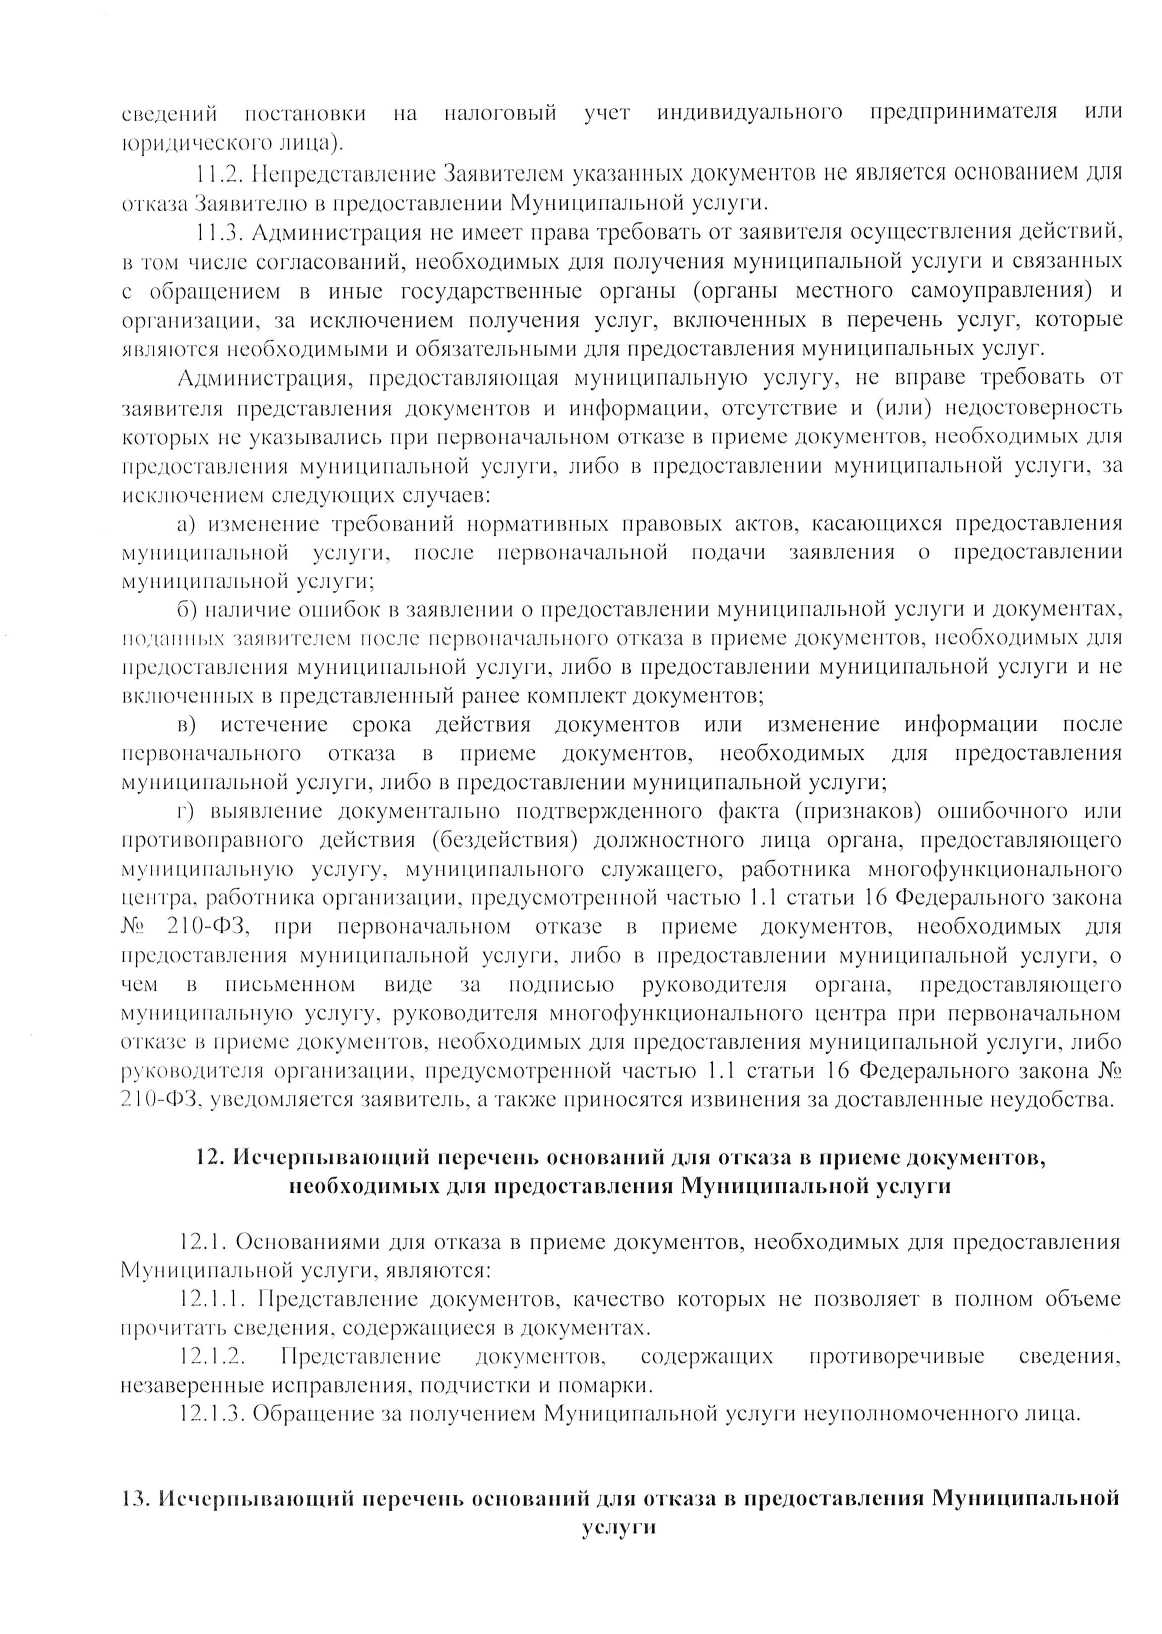 сведений постановки на налоговый учет индивидуального предпринимателя или
юридического лица).
11.2. Непредставление Заявителем указанных документов не является основанием для
отказа Заявителю в предоставлении Муниципальной услуги.
11.3. Администрация не имеет права требовать от заявителя осуществления действий,
в том числе согласований, необходимых для получения муниципальной услуги и связанных
с обращением в иные государственные органы (органы местного самоуправления) и
организации, за исключением получения услуг, включенных в перечень услуг, которые
являются необходимыми и обязательными для предоставления муниципальных услуг.
Администрация, предоставляющая муниципальную услугу, не вправе требовать от
заявителя представления документов и информации, отсутствие и (или) недостоверность
которых не указывались при первоначальном отказе в приеме документов, необходимых для
предоставления муниципальной услуги, либо в предоставлении муниципальной услуги, за
исключением следующих случаев:
а) изменение требований нормативных правовых актов, касающихся предоставления
муниципальной услуги, после первоначальной подачи заявления о предоставлении
муниципальной услуги;
б) наличие ошибок в заявлении о предоставлении муниципальной услуги и документах,
поданных заявителем после первоначального отказа в приеме документов, необходимых для
предоставления муниципальной услуги, либо в предоставлении муниципальной услуги и не
включенных в представленный ранее комплект документов;
в) истечение срока действия документов или изменение информации после
первоначального отказа в приеме документов, необходимых для предоставления
муниципальной услуги, либо в предоставлении муниципальной услуги;
г) выявление документально подтвержденного факта (признаков) ошибочного или
противоправного действия (бездействия) должностного лица органа, предоставляющего
муниципальную услугу, муниципального служащего, работника многофункционального
центра, работника организации, предусмотренной частью 1.1 статьи 16 Федерального закона
№ 210-ФЗ, при первоначальном отказе в приеме документов, необходимых для
предоставления муниципальной услуги, либо в предоставлении муниципальной услуги, о
чем в письменном виде за подписью руководителя органа, предоставляющего
муниципальную услугу, руководителя многофункционального центра при первоначальном
отказе в приеме документов, необходимых для предоставления муниципальной услуги, либо
руководителя организации, предусмотренной частью 1.1 статьи 16 Федерального закона №
210-ФЗ, уведомляется заявитель, а также приносятся извинения за доставленные неудобства.
12. Исчерпывающий перечень оснований для отказа в приеме документов,
необходимых для предоставления Муниципальной услуги
12.1. Основаниями для отказа в приеме документов, необходимых для предоставления
Муниципальной услуги, являются:
12.1.1. Представление документов, качество которых не позволяет в полном объеме
прочитать сведения, содержащиеся в документах.
12.1.2. Представление документов, содержащих противоречивые сведения,
незаверенные исправления, подчистки и помарки.
12.1.3. Обращение за получением Муниципальной услуги неуполномоченного лица.
13. Исчерпывающий перечень оснований для отказа в предоставления Муниципальной
услуги